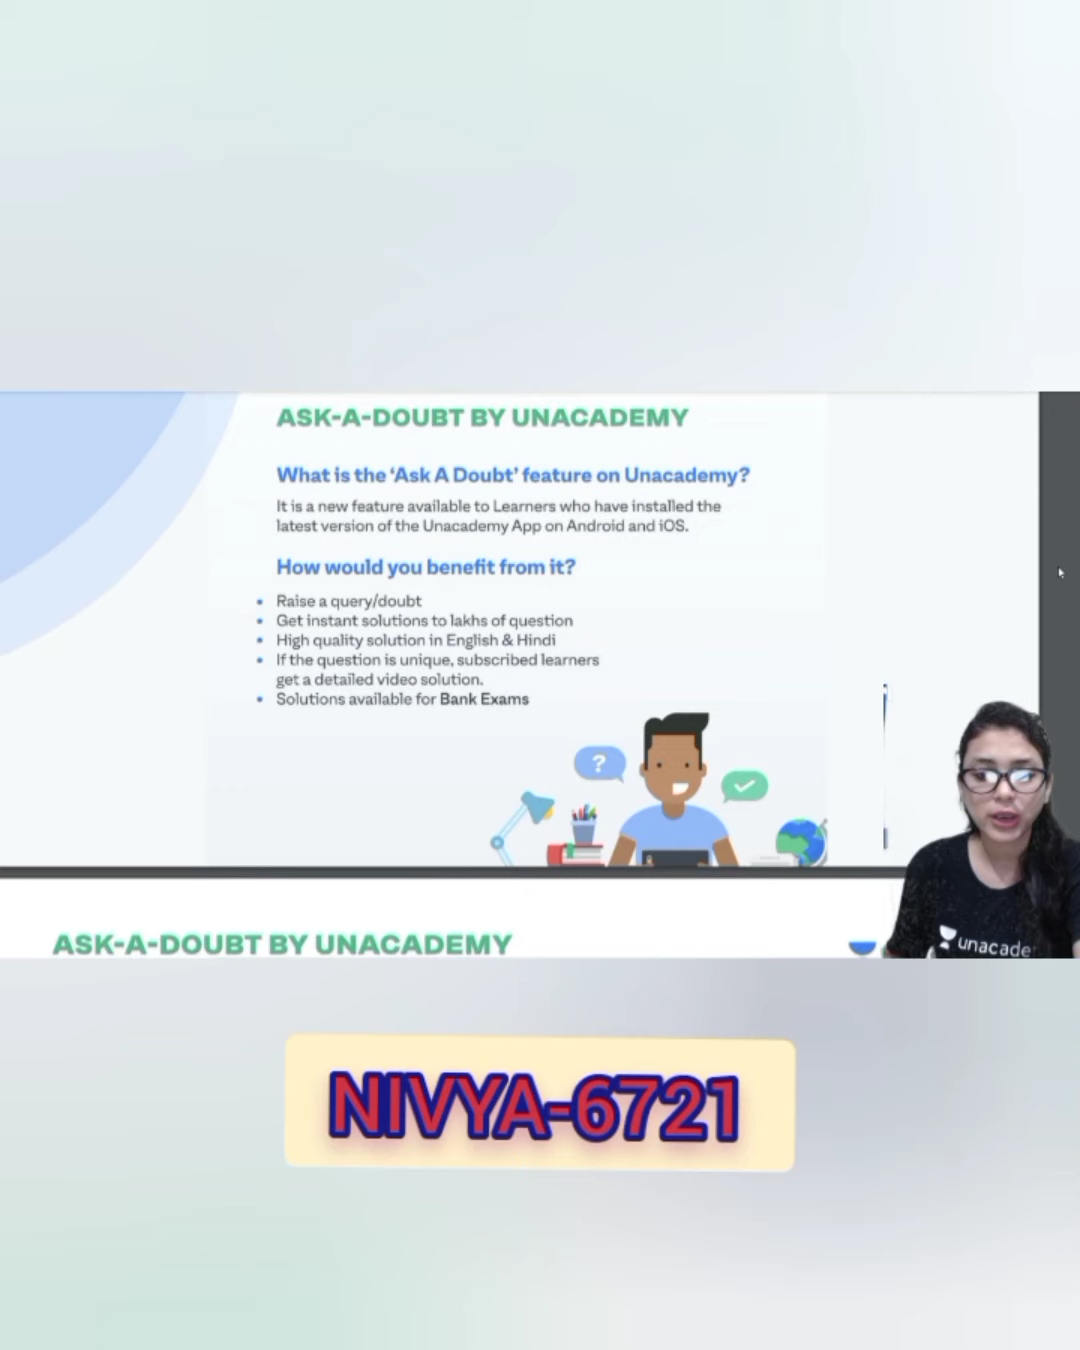 ASK-A-DOUBT BY UNACADEMY
What is the ‘Ask A Doubt’ feature on Unacademy?
It is a new feature available to Learners who have installed the
latest version of the Unacademy App on Android and iOS.
How would you benefit from it?
• Raise a query/doubt
• Get instant solutions to lakhs of question
• High quality solution in English & Hindi
• If the question is unique, subscribed learners
get a detailed video solution.
• Solutions available for Bank Exams
?
ASK-A-DOUBT BY UNACADEMY
unacade
NIVYA-6721